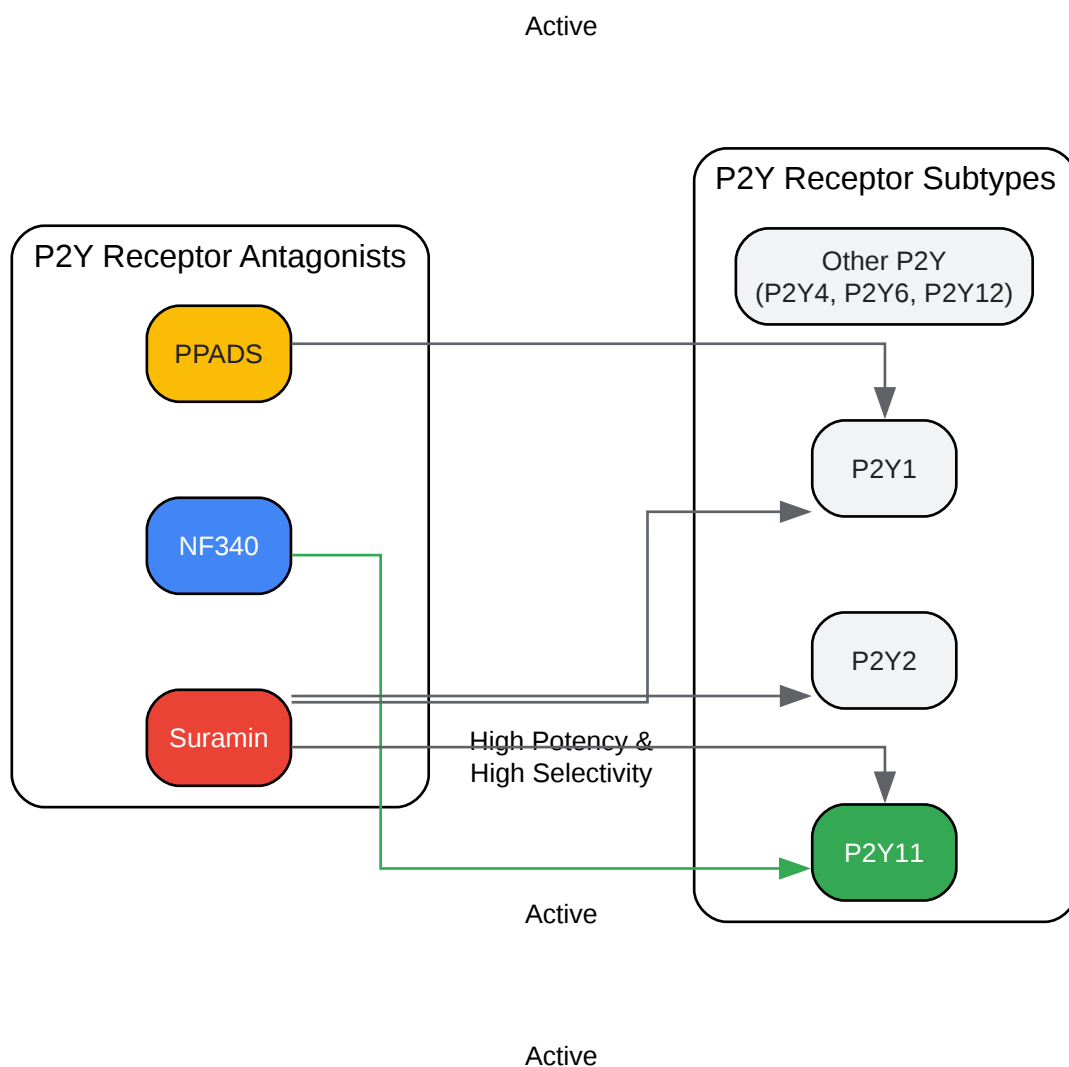 Active
P2Y Receptor Subtypes
P2Y Receptor Antagonists
Other P2Y
(P2Y4, P2Y6, P2Y12)
PPADS
P2Y1
NF340
P2Y2
Suramin
High Potency &
High Selectivity
P2Y11
Active
Active